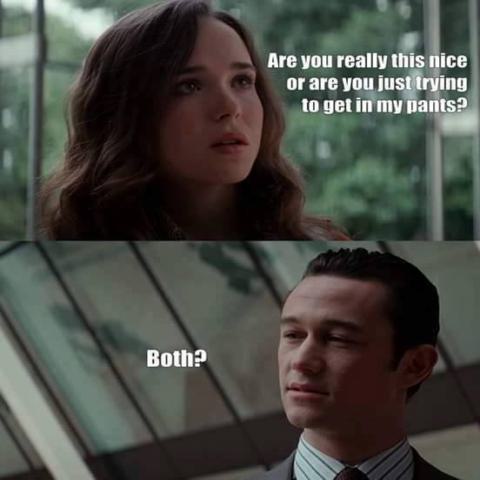 Are you really this nice
or are you just trying
to get in my pants?
Both?